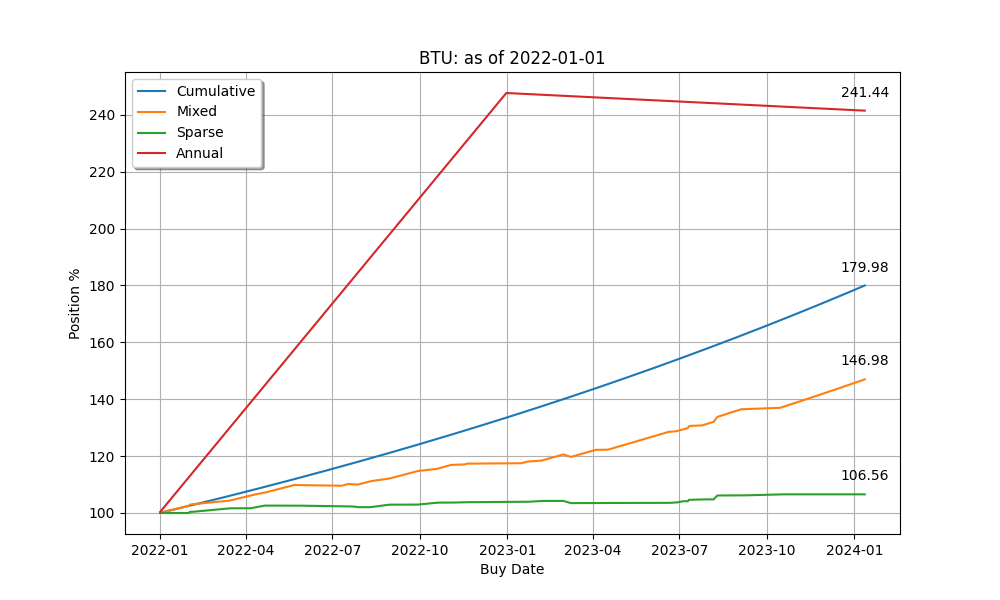 BTU: as of 2022-01-01
Cumulative
Mixed
Sparse
Annual
241.44
179.98
146.98
106.56
240
220
200
180
160
140
120
100
Position %
2022-01 2022-04 2022-07 2022-10 2023-01 2023-04 2023-07 2023-10 2024-01
Buy Date